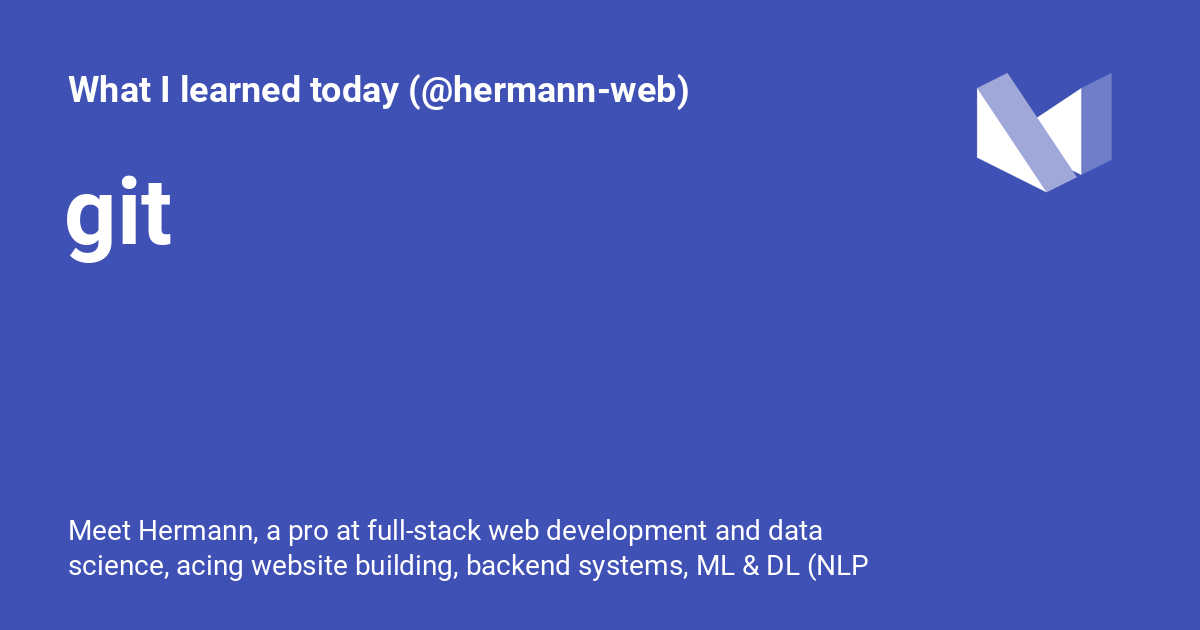 What I learned today (@hermann-web)
git
Meet Hermann, a pro at full-stack web development and data
science, acing website building, backend systems, ML & DL (NLP